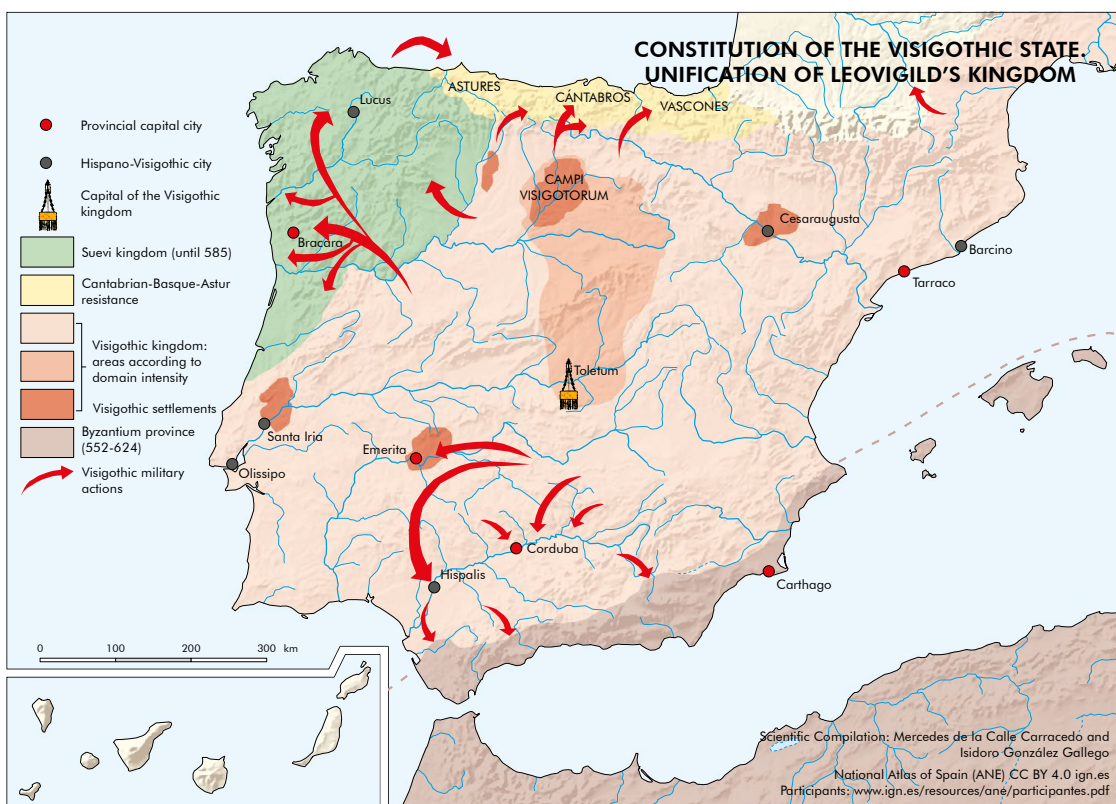 CONSTITUTION OF THE VISIGOTHIC STATE.
UNIFICATION OF LEOVIGILD'S KINGDOM
Provincial capital city
Hispano-Visigothic city
Capital of the Visigothic
kingdom
Suevi kingdom (until 585)
Cantabrian-Basque-Astur
resistance
Visigothic kingdom:
areas according to
domain intensity
Visigothic settlements
Byzantium province
(552-624)
Visigothic military
actions
ASTURES
CÁNTABROS
VASCONES
Lucus
CAMPI
VISIGOTORUM
Cesaraugusta
Bracara
Barcino
Tarraco
Toletum
Santa Iria
Emerita
Olissipo
Corduba
Hispalis
Carthago
0 100 200 300 km
Scientific Compilation: Mercedes de la Calle Carracedo and
Isidoro González Gallego
National Atlas of Spain (ANE) CC BY 4.0 ign.es
Participants: www.ign.es/resources/ane/participantes.pdf